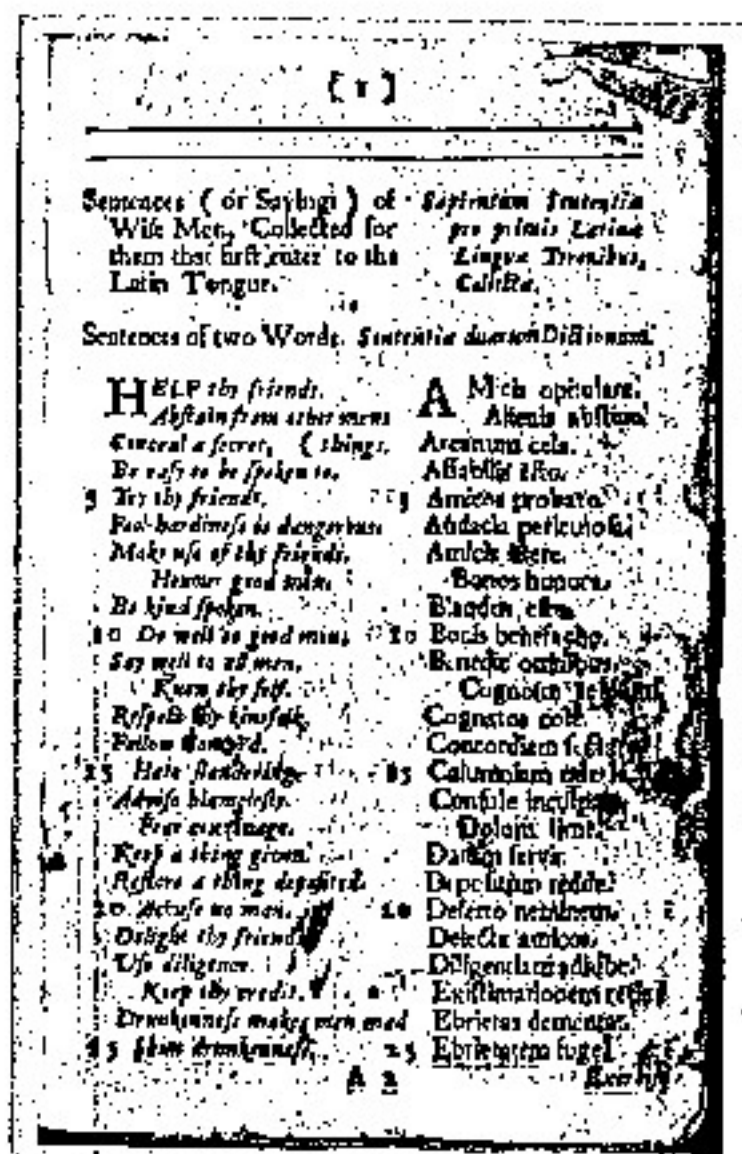 ( 1 )
Sentences ( or Sayings ) of
Wise Men, Collected for
them that first enter to the
Latin Tongue.
Sapientum Sententiæ
pro primis Latinæ
Linguæ Tyronibus,
Collectæ.
Sentences of two Words.
Sententiæ duarum Dictionum.
HELP thy friends.
Abstain from other mens
Conceal a secret, ( things.
Be easy to be spoken to.
5 Try thy friends.
Fool-hardiness is dangerous.
Make use of thy friends.
Honour good men.
Be kind spoken.
10 Do well to good men.
Say well to all men.
Know thy self.
Respect thy kinsfolk.
Follow concord.
15 Hate slandering.
Advise blamelesly.
Fear
Keep a thing given.
Restore a thing deposited.
20 Accuse no man.
Delight thy friends.
Use diligence.
Keep thy credit.
Drunkenness makes men mad
25 Shun drunkenness.
AMicis opitulare.
Alienis abstine.
Arcanum cela.
Affabilis esto.
5 Amicos probato.
Audacia periculosa.
Amicis utere.
Bonos honora.
Blandus esto.
10 Bonis benefacito.
Benedic omnibus.
Cognosce
Cognatos cole.
Concordiam
15 Calumniam
Consule
Dolum time.
Datum serva.
Depositum redde.
20 Defecto neminem.
Delecta amicos.
Diligentiam adhibe.
Existimationem retine
Ebrietas dementat.
25 Ebrietatem fuge.
A 2